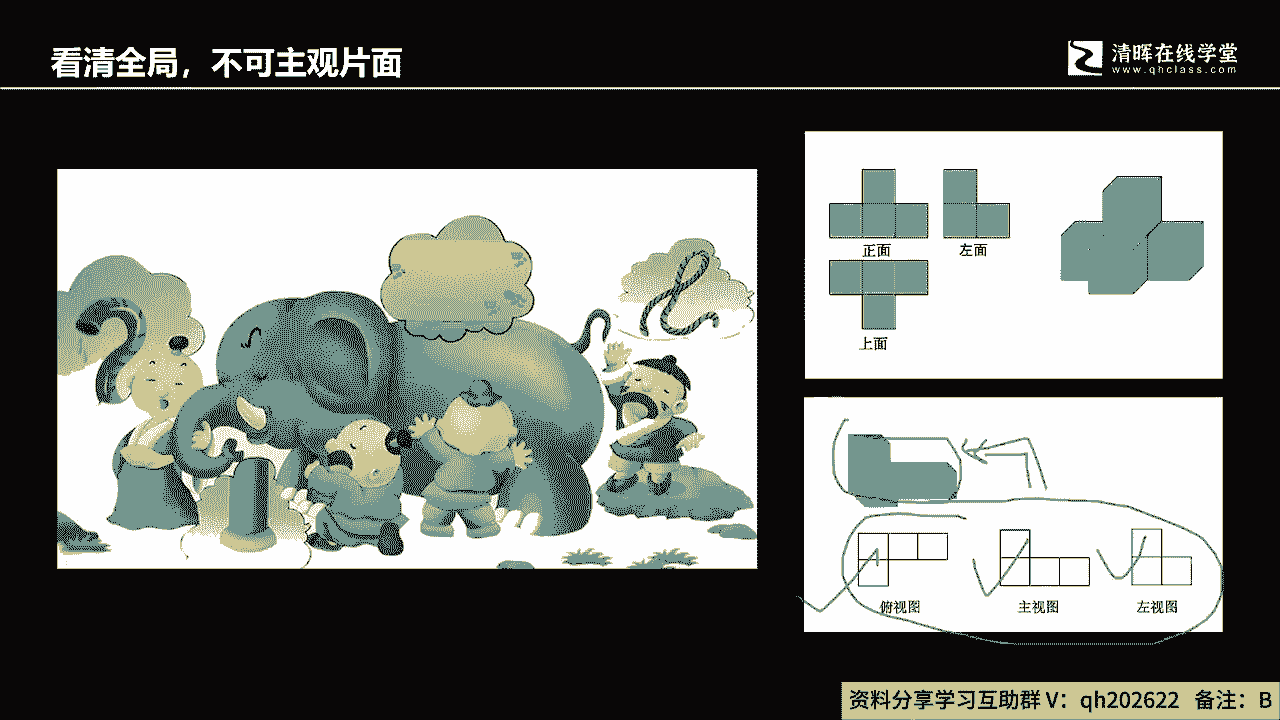 看清全局，不可主观片面
清晖在线学堂
www.qhclass.com
正面
左面
上面
俯视图
主视图
左视图
资料分享学习互助群 V：qh202622 备注：B